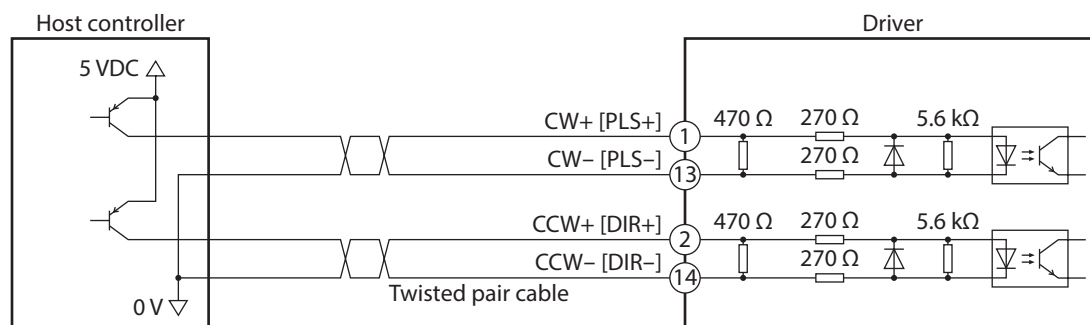 Host controller
Driver
5 VDC
CW+ [PLS+]
1
470 Ω
270 Ω
5.6 kΩ
CW– [PLS–]
13
270 Ω
CCW+ [DIR+]
2
470 Ω
270 Ω
5.6 kΩ
CCW– [DIR–]
14
270 Ω
Twisted pair cable
0 V